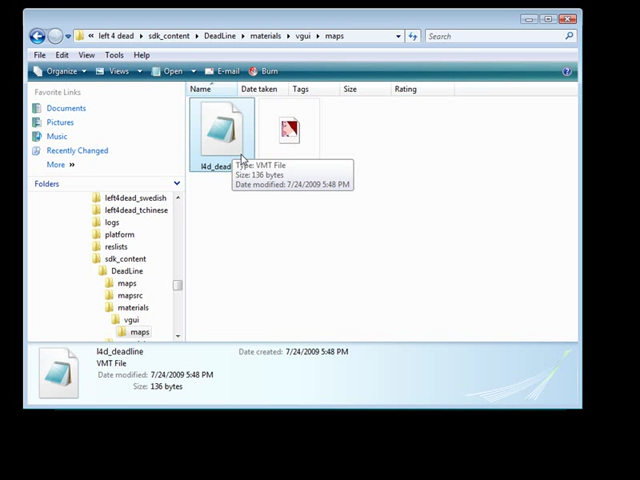 left 4 dead sdk_content DeadLine materials vgui maps Search
File Edit View Tools Help
Organize Views Open E-mail Burn
Favorite Links
Documents
Pictures
Music
Recently Changed
More
Folders
left4dead_swedish
left4dead_tchinese
logs
platform
reslists
sdk_content
DeadLine
maps
mapsrc
materials
vgui
maps
Name Date taken Tags Size Rating
l4d_dead
Type: VMT File
Size: 136 bytes
Date modified: 7/24/2009 5:48 PM
l4d_deadline Date created: 7/24/2009 5:48 PM
VMT File
Date modified: 7/24/2009 5:48 PM
Size: 136 bytes